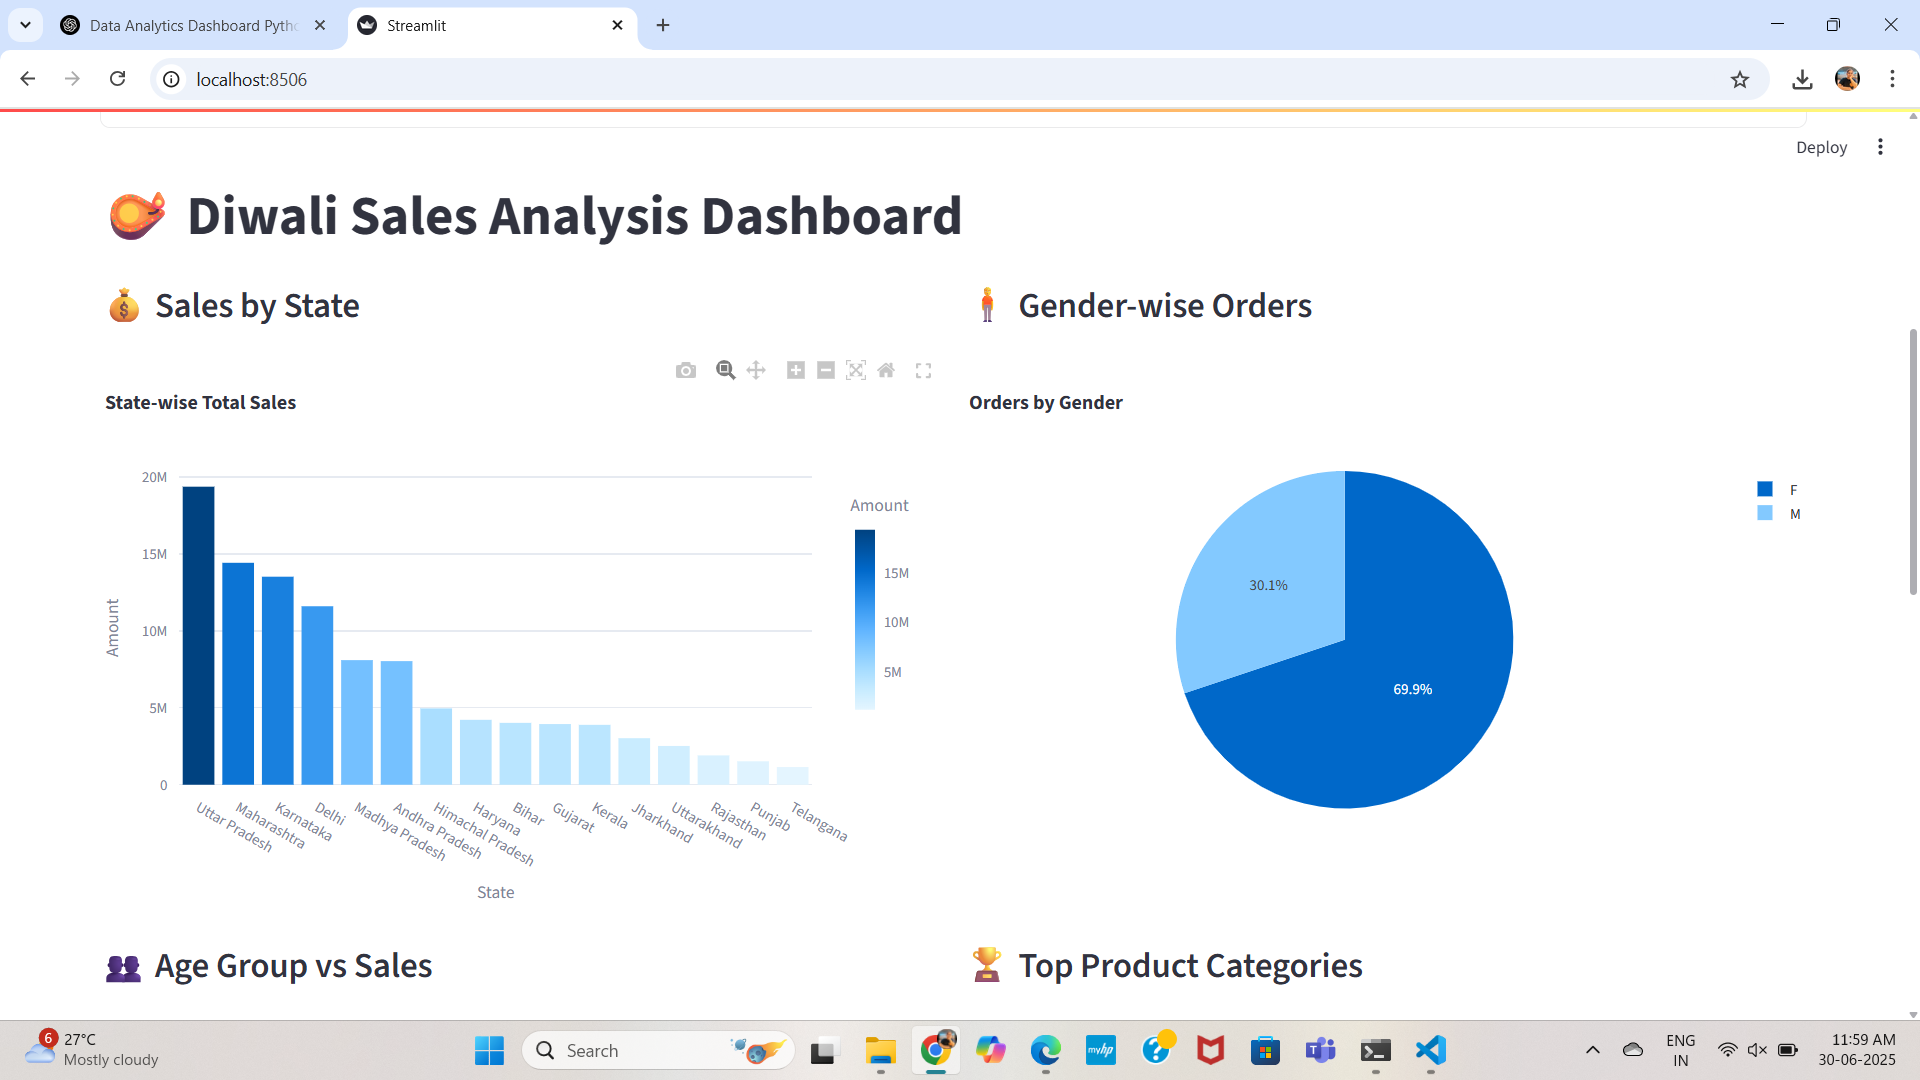 Data Analytics Dashboard Pytho
Streamlit
localhost:8506
Deploy
Diwali Sales Analysis Dashboard
Sales by State
State-wise Total Sales
20M
15M
10M
5M
0
Amount
Uttar Pradesh
Maharashtra
Karnataka
Delhi
Madhya Pradesh
Andhra Pradesh
Himachal Pradesh
Haryana
Bihar
Gujarat
Kerala
Jharkhand
Uttarakhand
Rajasthan
Punjab
Telangana
State
Amount
15M
10M
5M
Gender-wise Orders
Orders by Gender
30.1%
69.9%
F
M
Age Group vs Sales
Top Product Categories
6
27°C
Mostly cloudy
Search
myhp
ENG
IN
11:59 AM
30-06-2025